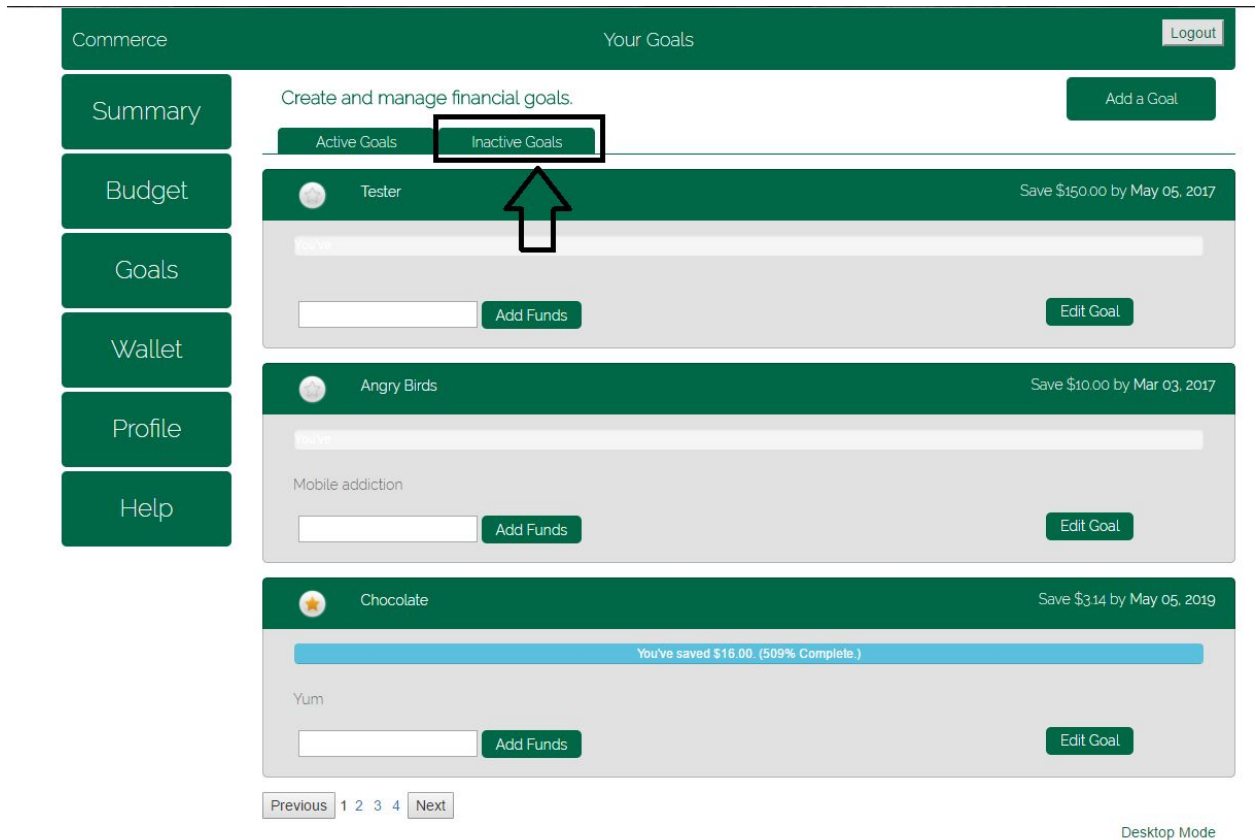 Commerce
Your Goals
Logout
Summary
Budget
Goals
Wallet
Profile
Help
Create and manage financial goals.
Add a Goal
Active Goals
Inactive Goals
Tester
Save $150.00 by May 05, 2017
You've
Add Funds
Edit Goal
Angry Birds
Save $10.00 by Mar 03, 2017
You've
Mobile addiction
Add Funds
Edit Goal
Chocolate
Save $3.14 by May 05, 2019
You've saved $16.00. (509% Complete.)
Yum
Add Funds
Edit Goal
Previous 1 2 3 4 Next
Desktop Mode